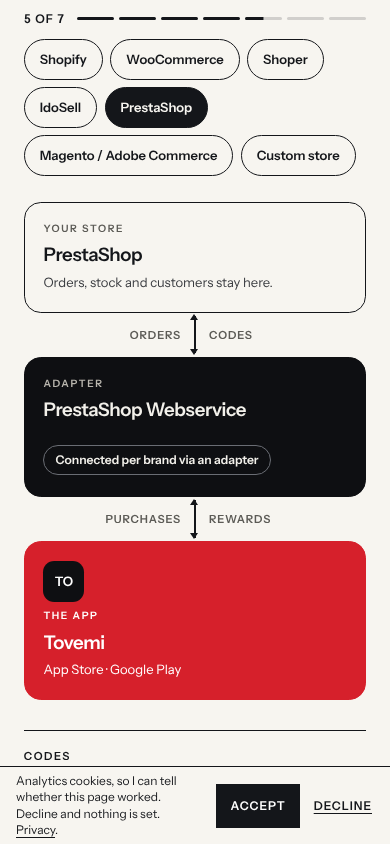 5 OF 7
Shopify
WooCommerce
Shoper
IdoSell
PrestaShop
Magento / Adobe Commerce
Custom store
YOUR STORE
PrestaShop
Orders, stock and customers stay here.
ORDERS
CODES
ADAPTER
PrestaShop Webservice
Connected per brand via an adapter
PURCHASES
REWARDS
TO
THE APP
Tovemi
App Store · Google Play
CODES
Analytics cookies, so I can tell
whether this page worked.
Decline and nothing is set.
Privacy.
ACCEPT
DECLINE